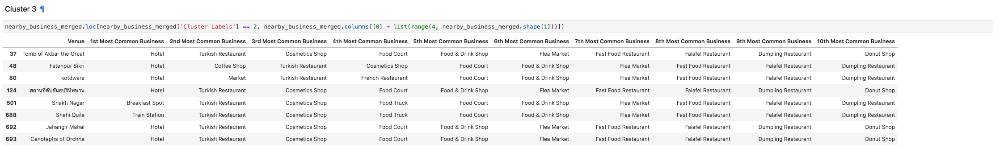 Cluster 3 ¶
nearby_business_merged.loc[nearby_business_merged['Cluster Labels'] == 2, nearby_business_merged.columns[[0] + list(range(4, nearby_business_merged.shape[1]))]]
Venue 1st Most Common Business 2nd Most Common Business 3rd Most Common Business 4th Most Common Business 5th Most Common Business 6th Most Common Business 7th Most Common Business 8th Most Common Business 9th Most Common Business 10th Most Common Business
37 Tomb of Akbar the Great Hotel Turkish Restaurant Cosmetics Shop Food Court Food & Drink Shop Flea Market Fast Food Restaurant Falafel Restaurant Dumpling Restaurant Donut Shop
48 Fatehpur Sikri Hotel Coffee Shop Turkish Restaurant Cosmetics Shop Food Court Food & Drink Shop Flea Market Fast Food Restaurant Falafel Restaurant Dumpling Restaurant
80 kotdwara Hotel Market Turkish Restaurant French Restaurant Food Court Food & Drink Shop Flea Market Fast Food Restaurant Falafel Restaurant Dumpling Restaurant
124 สถานที่ดับขันธปรินิพพาน Hotel Turkish Restaurant Cosmetics Shop Food Court Food & Drink Shop Flea Market Fast Food Restaurant Falafel Restaurant Dumpling Restaurant Donut Shop
501 Shakti Nagar Breakfast Spot Turkish Restaurant Cosmetics Shop Food Truck Food Court Food & Drink Shop Flea Market Fast Food Restaurant Falafel Restaurant Dumpling Restaurant
688 Shahi Quila Train Station Turkish Restaurant Cosmetics Shop Food Truck Food Court Food & Drink Shop Flea Market Fast Food Restaurant Falafel Restaurant Dumpling Restaurant
692 Jahangir Mahal Hotel Turkish Restaurant Cosmetics Shop Food Court Food & Drink Shop Flea Market Fast Food Restaurant Falafel Restaurant Dumpling Restaurant Donut Shop
693 Cenotaphs of Orchha Hotel Turkish Restaurant Cosmetics Shop Food Court Food & Drink Shop Flea Market Fast Food Restaurant Falafel Restaurant Dumpling Restaurant Donut Shop